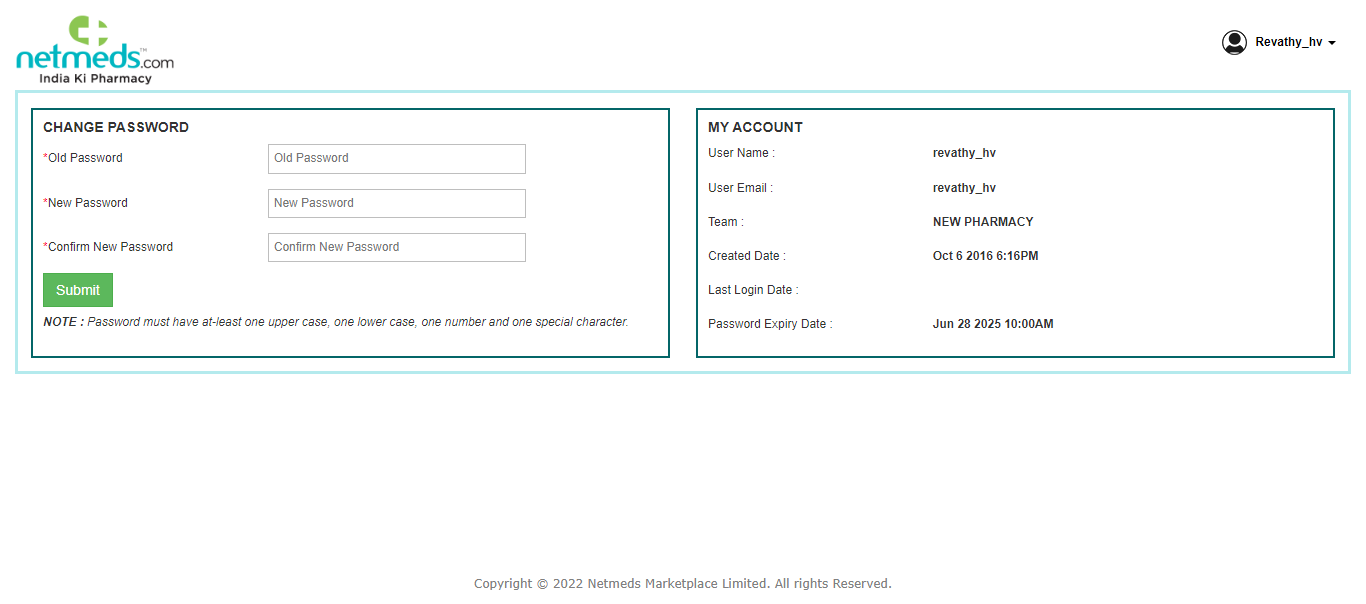 netmeds.com™
India Ki Pharmacy
Revathy_hv
CHANGE PASSWORD
*Old Password Old Password
*New Password New Password
*Confirm New Password Confirm New Password
Submit
NOTE : Password must have at-least one upper case, one lower case, one number and one special character.
MY ACCOUNT
User Name : revathy_hv
User Email : revathy_hv
Team : NEW PHARMACY
Created Date : Oct 6 2016 6:16PM
Last Login Date :
Password Expiry Date : Jun 28 2025 10:00AM
Copyright © 2022 Netmeds Marketplace Limited. All rights Reserved.